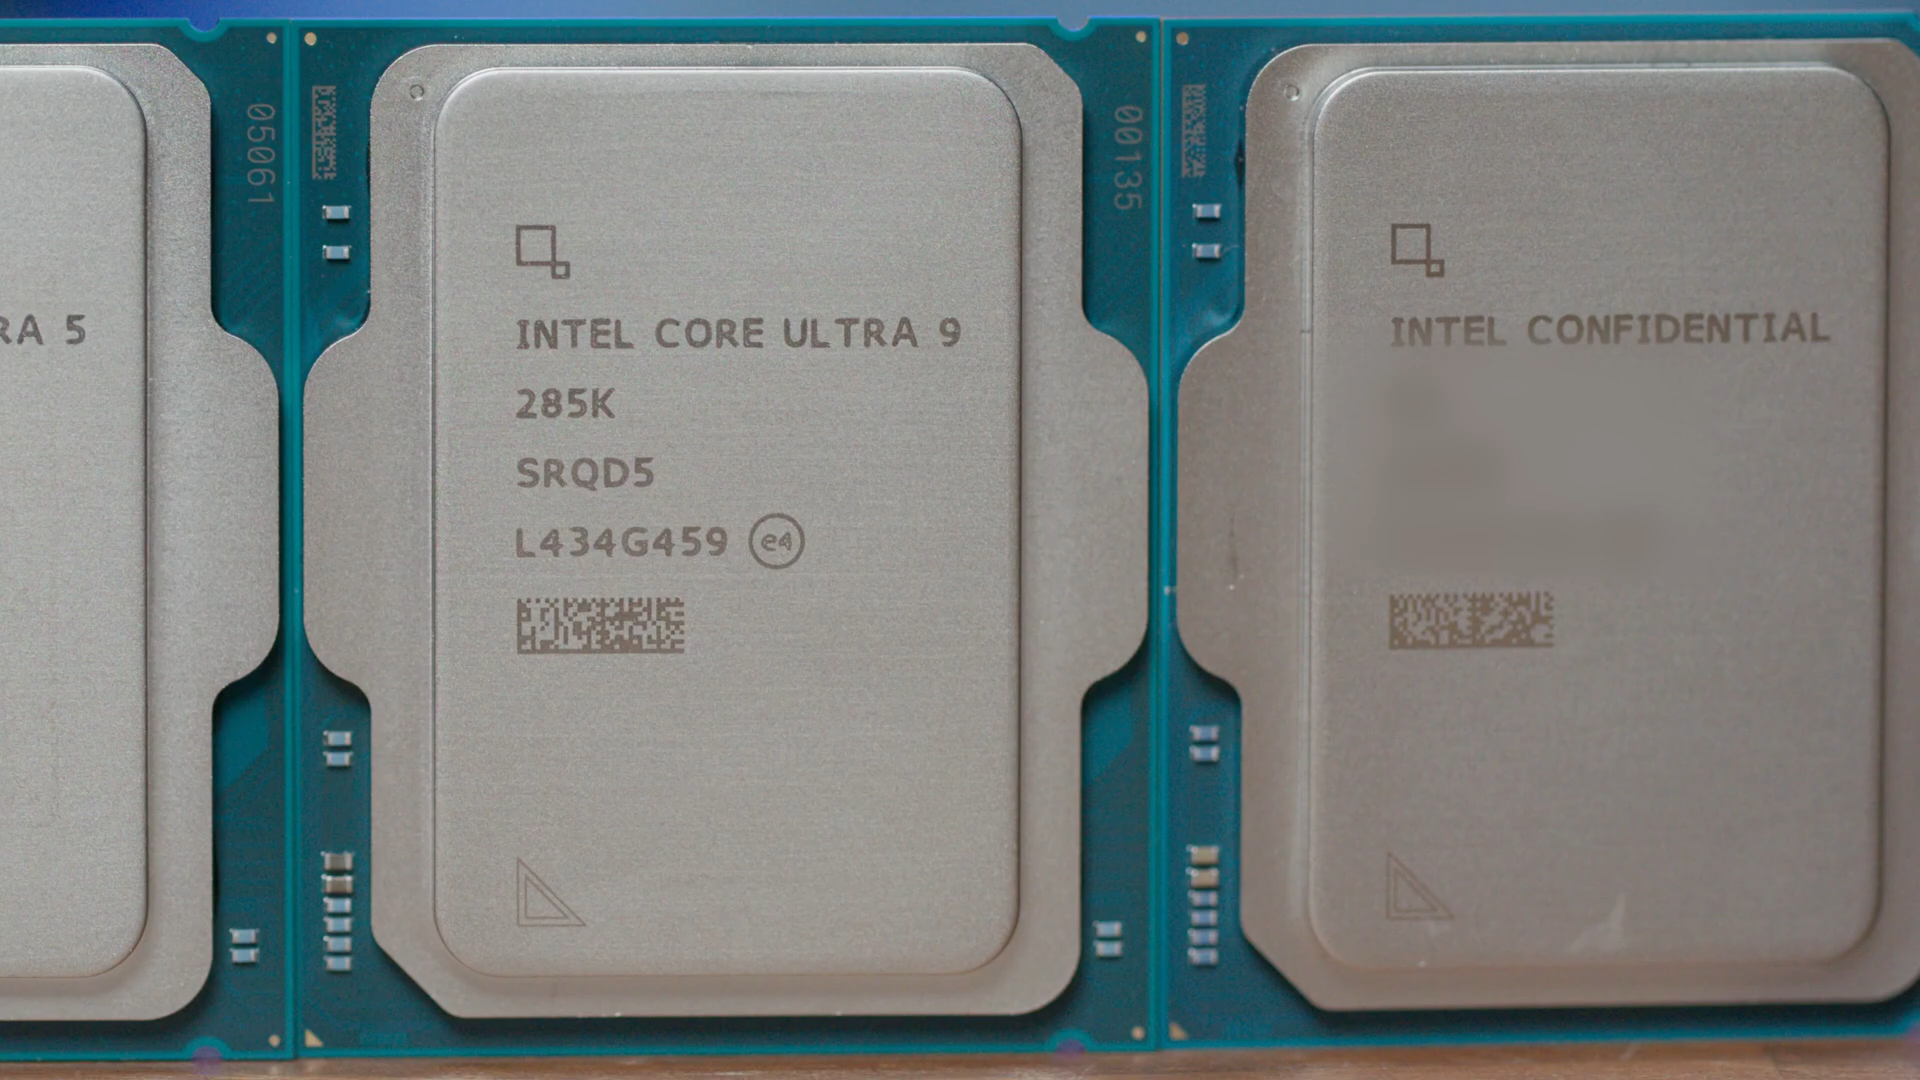 RA 5
05061
INTEL CORE ULTRA 9
285K
SRQD5
L434G459 e4
00135
INTEL CONFIDENTIAL